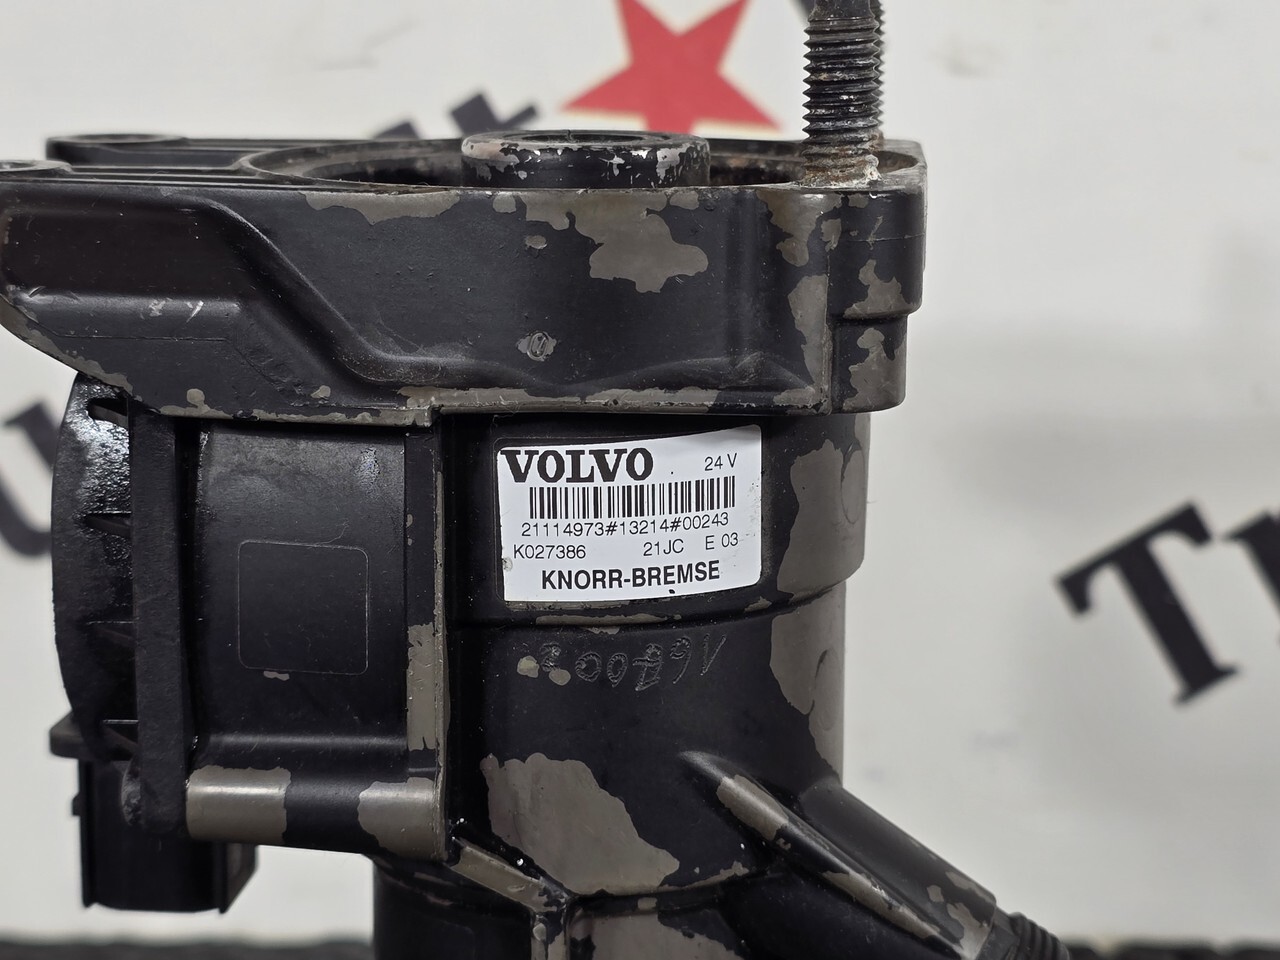 VOLVO 24 V
21114973#13214#00243
K027386 21JC E 03
KNORR-BREMSE